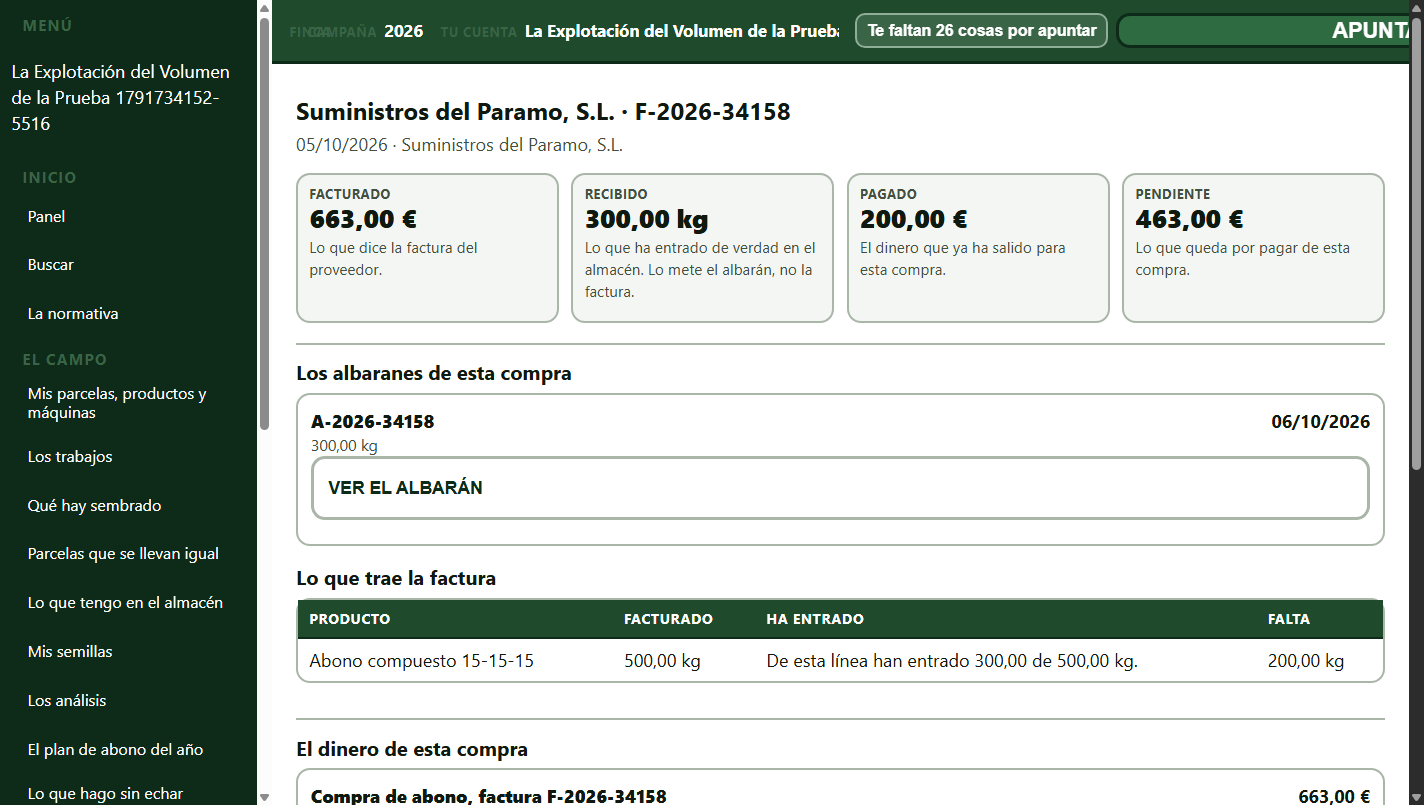 MENÚ
La Explotación del Volumen
de la Prueba 1791734152-
5516
INICIO
Panel
Buscar
La normativa
EL CAMPO
Mis parcelas, productos y
máquinas
Los trabajos
Qué hay sembrado
Parcelas que se llevan igual
Lo que tengo en el almacén
Mis semillas
Los análisis
El plan de abono del año
Lo que hago sin echar
CAMPAÑA 2026 TU CUENTA La Explotación del Volumen de la Prueba
Te faltan 26 cosas por apuntar
APUNTA
Suministros del Paramo, S.L. · F-2026-34158
05/10/2026 · Suministros del Paramo, S.L.
FACTURADO
663,00 €
Lo que dice la factura del
proveedor.
RECIBIDO
300,00 kg
Lo que ha entrado de verdad en el
almacén. Lo mete el albarán, no la
factura.
PAGADO
200,00 €
El dinero que ya ha salido para
esta compra.
PENDIENTE
463,00 €
Lo que queda por pagar de esta
compra.
Los albaranes de esta compra
A-2026-34158 06/10/2026
300,00 kg
VER EL ALBARÁN
Lo que trae la factura
PRODUCTO FACTURADO HA ENTRADO FALTA
Abono compuesto 15-15-15 500,00 kg De esta línea han entrado 300,00 de 500,00 kg. 200,00 kg
El dinero de esta compra
Compra de abono, factura F-2026-34158 663,00 €